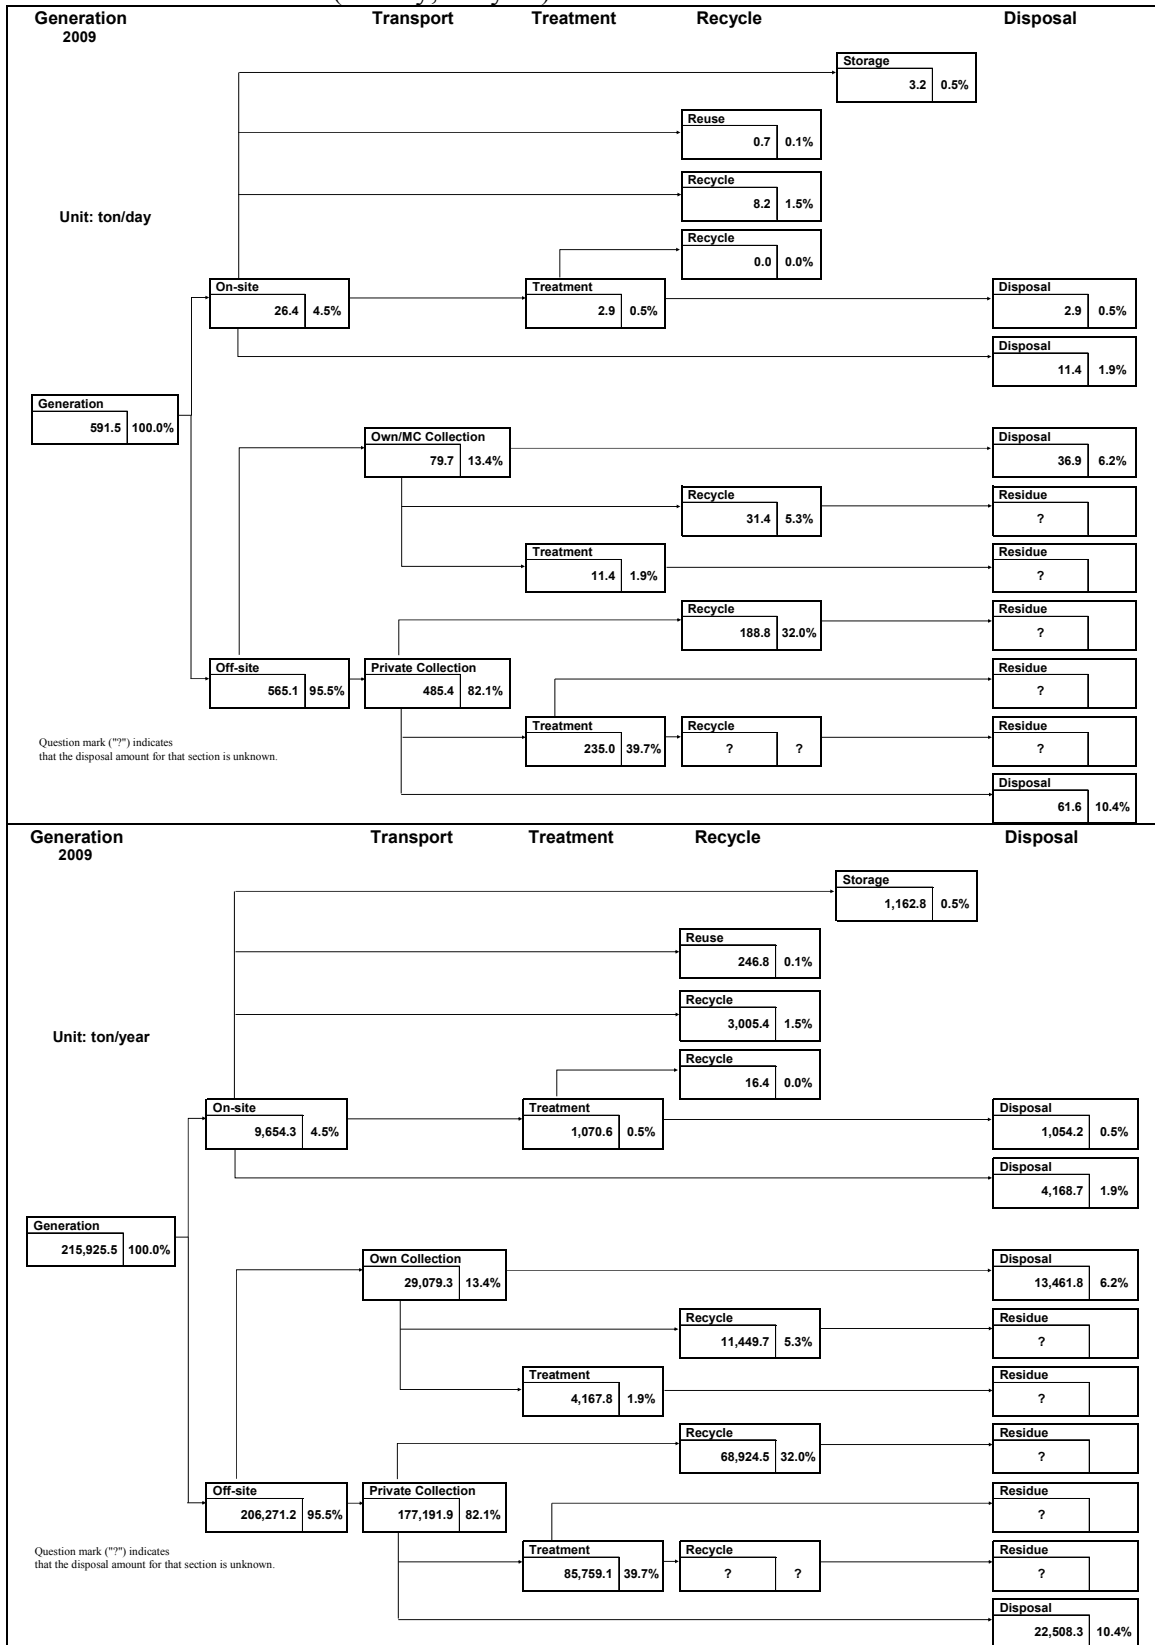 Generation Transport Treatment Recycle Disposal
2009
Storage
3.2 0.5%
Reuse
0.7 0.1%
Recycle
8.2 1.5%
Unit: ton/day
Recycle
0.0 0.0%
On-site Treatment Disposal
26.4 4.5% 2.9 0.5% 2.9 0.5%
Disposal
11.4 1.9%
Generation
591.5 100.0%
Own/MC Collection Disposal
79.7 13.4% 36.9 6.2%
Recycle Residue
31.4 5.3% ?
Treatment Residue
11.4 1.9% ?
Recycle Residue
188.8 32.0% ?
Off-site Private Collection Residue
565.1 95.5% 485.4 82.1% ?
Treatment Recycle Residue
235.0 39.7% ? ? ?
Question mark ("?") indicates
that the disposal amount for that section is unknown.
Disposal
61.6 10.4%
Generation Transport Treatment Recycle Disposal
2009
Storage
1,162.8 0.5%
Reuse
246.8 0.1%
Recycle
3,005.4 1.5%
Unit: ton/year
Recycle
16.4 0.0%
On-site Treatment Disposal
9,654.3 4.5% 1,070.6 0.5% 1,054.2 0.5%
Disposal
4,168.7 1.9%
Generation
215,925.5 100.0%
Own Collection Disposal
29,079.3 13.4% 13,461.8 6.2%
Recycle Residue
11,449.7 5.3% ?
Treatment Residue
4,167.8 1.9% ?
Recycle Residue
68,924.5 32.0% ?
Off-site Private Collection Residue
206,271.2 95.5% 177,191.9 82.1% ?
Treatment Recycle Residue
85,759.1 39.7% ? ? ?
Question mark ("?") indicates
that the disposal amount for that section is unknown.
Disposal
22,508.3 10.4%